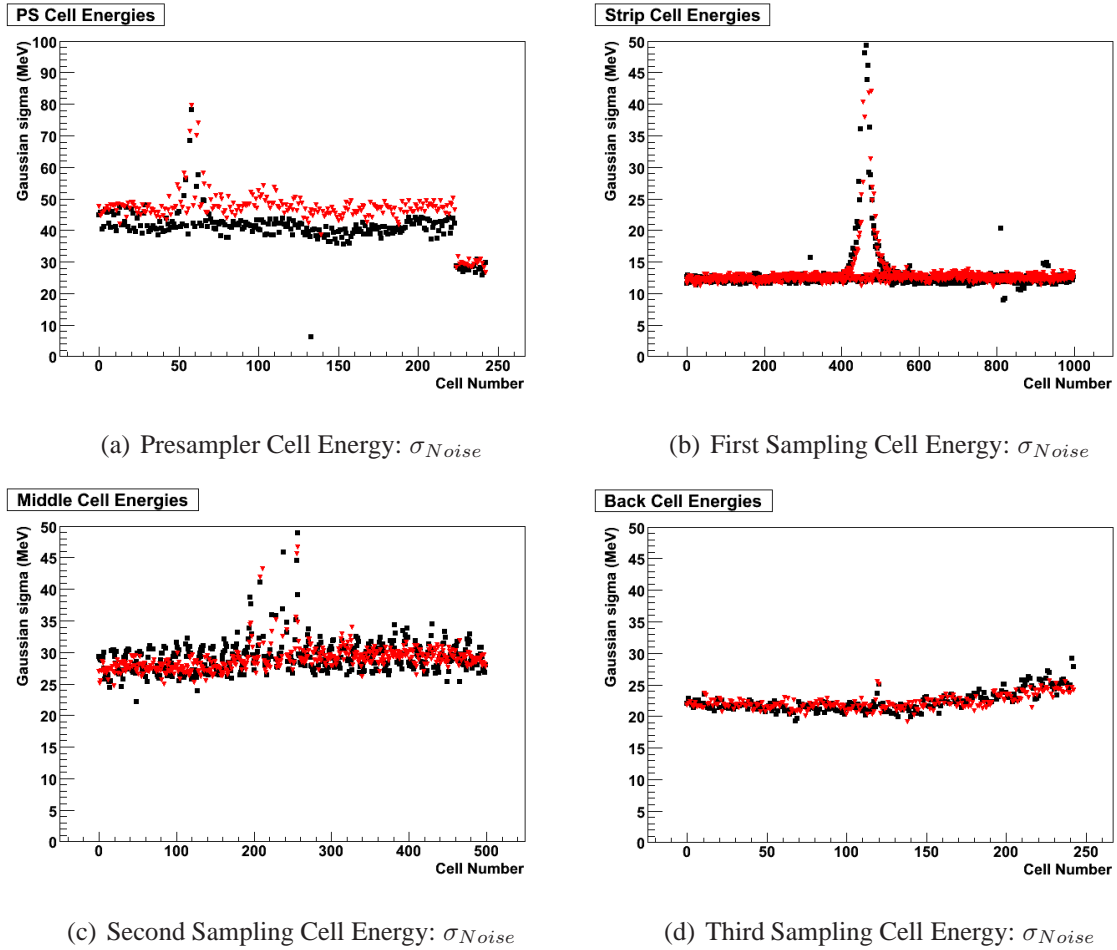 PS Cell Energies
Gaussian sigma (MeV)
100
90
80
70
60
50
40
30
20
10
0
0 50 100 150 200 250
Cell Number
(a) Presampler Cell Energy: σNoise
Strip Cell Energies
Gaussian sigma (MeV)
50
45
40
35
30
25
20
15
10
5
0
0 200 400 600 800 1000
Cell Number
(b) First Sampling Cell Energy: σNoise
Middle Cell Energies
Gaussian sigma (MeV)
50
45
40
35
30
25
20
15
10
5
0
0 100 200 300 400 500
Cell Number
(c) Second Sampling Cell Energy: σNoise
Back Cell Energies
Gaussian sigma (MeV)
50
45
40
35
30
25
20
15
10
5
0
0 50 100 150 200 250
Cell Number
(d) Third Sampling Cell Energy: σNoise